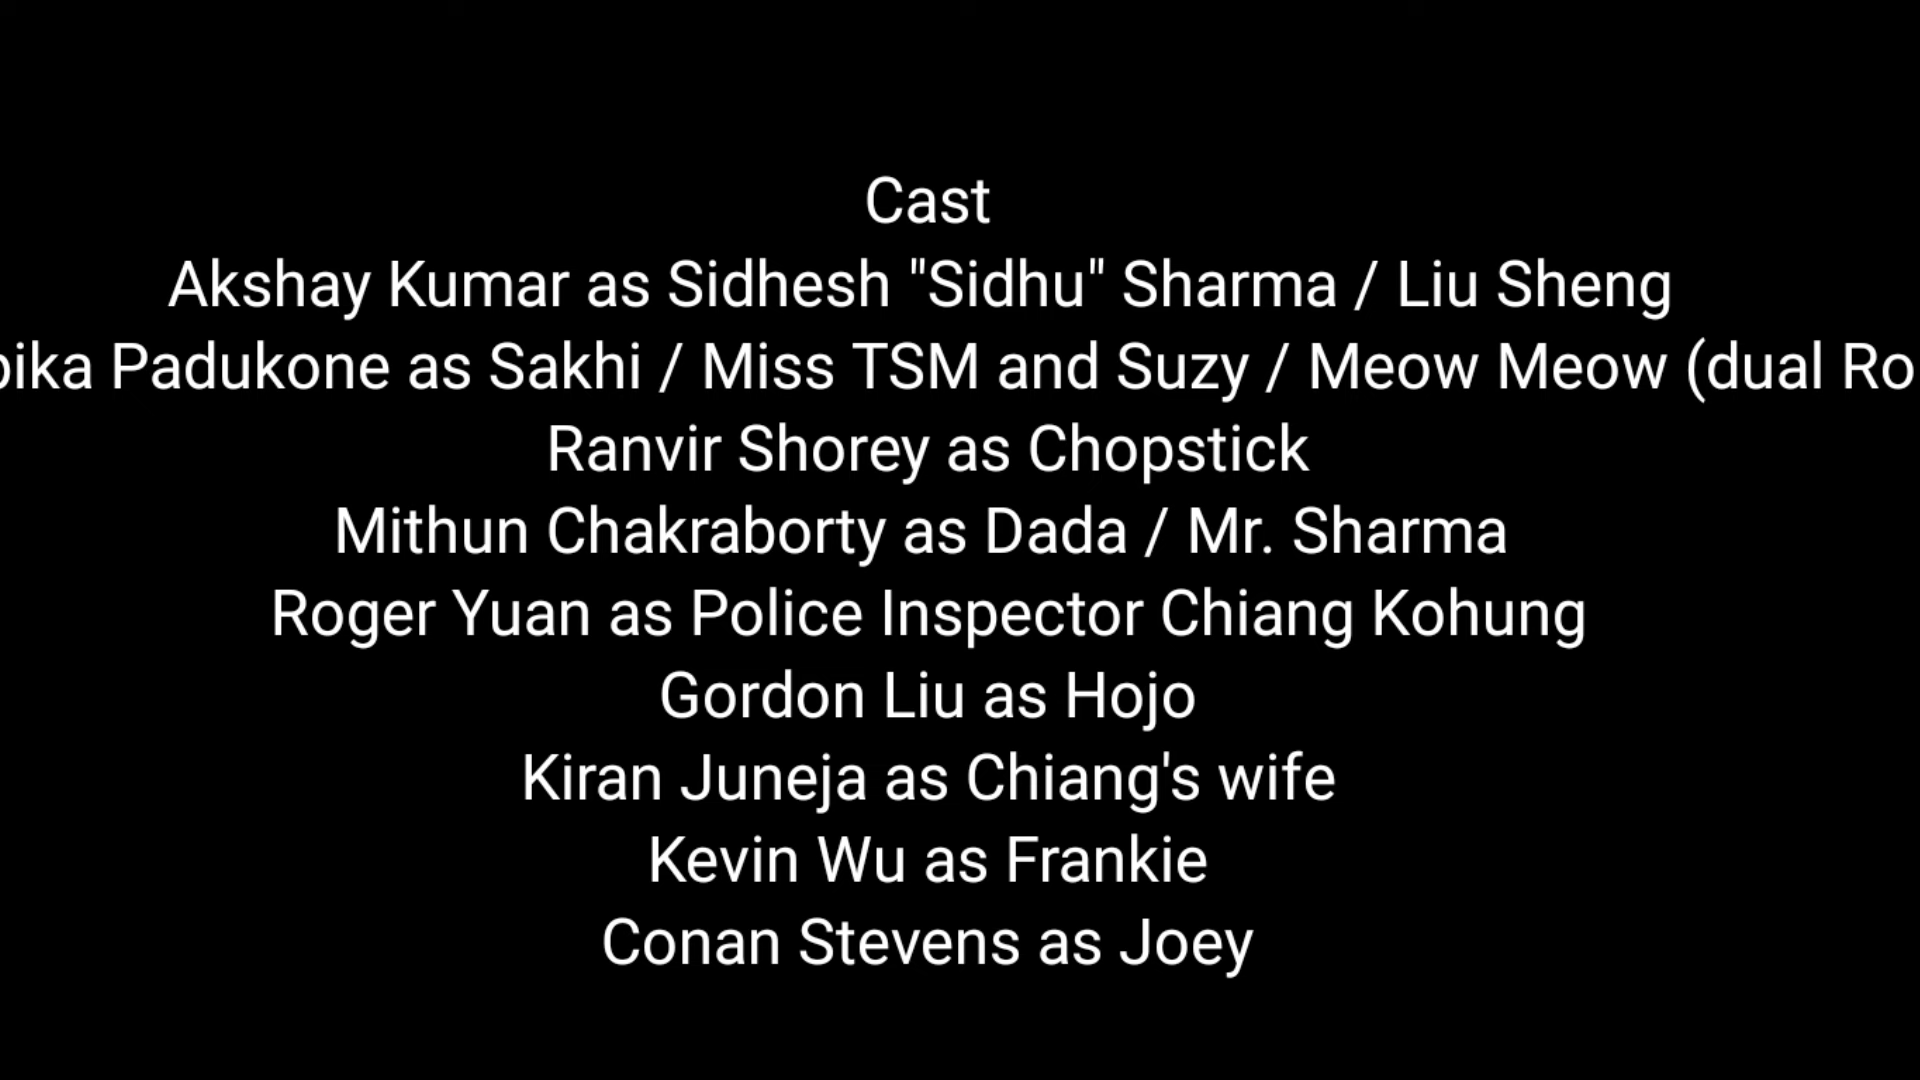 Cast
Akshay Kumar as Sidhesh "Sidhu" Sharma / Liu Sheng
Padukone as Sakhi / Miss TSM and Suzy / Meow Meow (dual
Ranvir Shorey as Chopstick
Mithun Chakraborty as Dada / Mr. Sharma
Roger Yuan as Police Inspector Chiang Kohung
Gordon Liu as Hojo
Kiran Juneja as Chiang's wife
Kevin Wu as Frankie
Conan Stevens as Joey